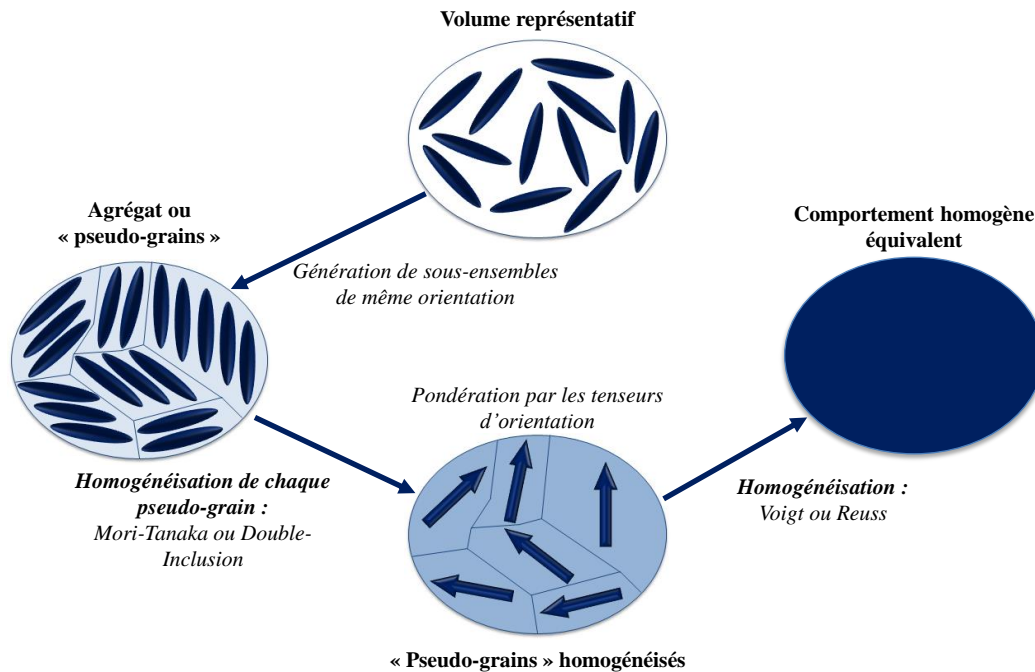 Volume représentatif
Agrégat ou
« pseudo-grains »
Génération de sous-ensembles
de même orientation
Comportement homogène
équivalent
Pondération par les tenseurs
d’orientation
Homogénéisation de chaque
pseudo-grain :
Mori-Tanaka ou Double-
Inclusion
Homogénéisation :
Voigt ou Reuss
« Pseudo-grains » homogénéisés